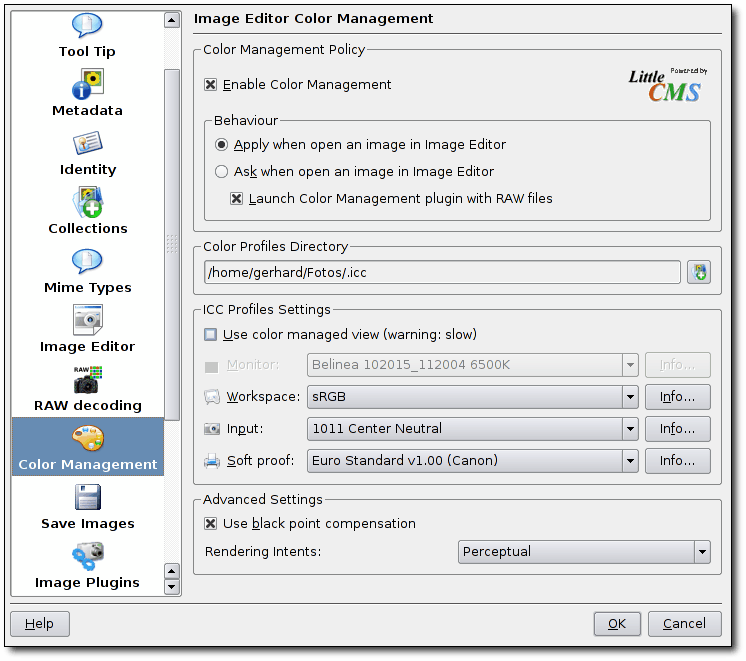 Tool Tip
Metadata
Identity
Collections
Mime Types
Image Editor
RAW
RAW decoding
Color Management
Save Images
Image Plugins
Image Editor Color Management
Color Management Policy
Enable Color Management
Powered by
Little
CMS
Behaviour
Apply when open an image in Image Editor
Ask when open an image in Image Editor
Launch Color Management plugin with RAW files
Color Profiles Directory
/home/gerhard/Fotos/.icc
ICC Profiles Settings
Use color managed view (warning: slow)
Monitor: Belinea 102015_112004 6500K Info...
Workspace: sRGB Info...
Input: 1011 Center Neutral Info...
Soft proof: Euro Standard v1.00 (Canon) Info...
Advanced Settings
Use black point compensation
Rendering Intents: Perceptual
Help OK Cancel